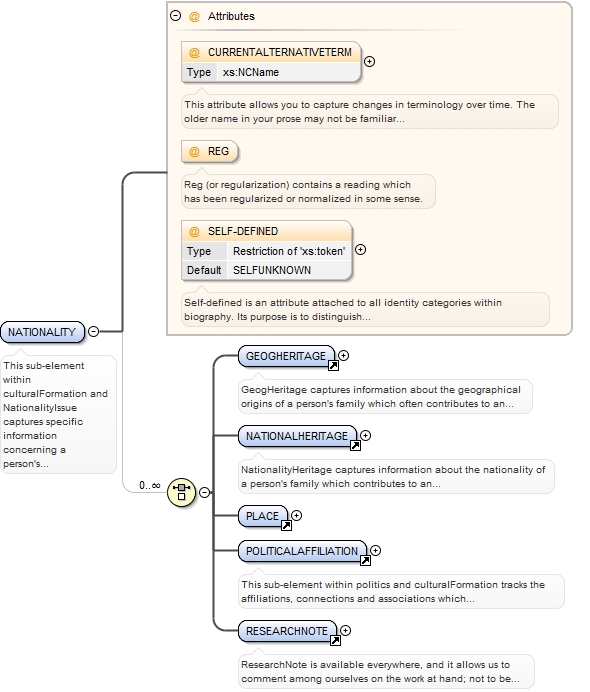 Attributes
@ CURRENTALTERNATIVETERM
Type xs:NCName
This attribute allows you to capture changes in terminology over time. The
older name in your prose may not be familiar...
@ REG
Reg (or regularization) contains a reading which
has been regularized or normalized in some sense.
@ SELF-DEFINED
Type Restriction of 'xs:token'
Default SELFUNKNOWN
Self-defined is an attribute attached to all identity categories within
biography. Its purpose is to distinguish...
NATIONALITY
This sub-element
within
culturalFormation and
NationalityIssue
captures specific
information
concerning a
person's...
0..∞
GEOGHERITAGE
GeogHeritage captures information about the geographical
origins of a person's family which often contributes to an...
NATIONALHERITAGE
NationalityHeritage captures information about the nationality of
a person's family which contributes to an...
PLACE
POLITICALAFFILIATION
This sub-element within politics and culturalFormation tracks the
affiliations, connections and associations which...
RESEARCHNOTE
ResearchNote is available everywhere, and it allows us to
comment among ourselves on the work at hand; not to be...